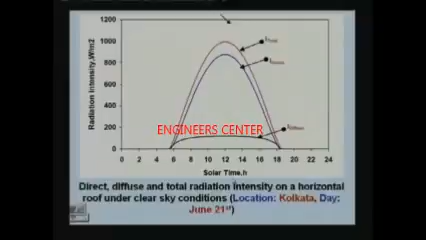 1200
1000
800
600
400
200
0
Radiation Intensity,W/m2
0 2 4 6 8 10 12 14 16 18 20 22 24
Solar Time,h
ENGINEERS CENTER
Direct, diffuse and total radiation intensity on a horizontal
roof under clear sky conditions (Location: Kolkata, Day:
June 21st)